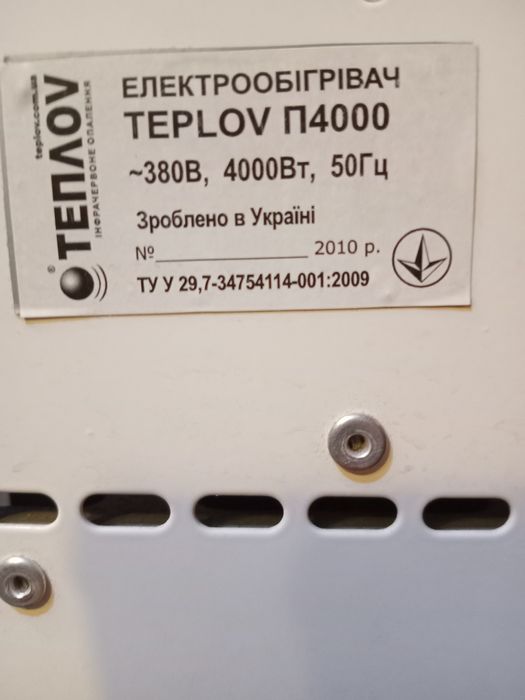 ЕЛЕКТРООБІГРІВАЧ
TEPLOV П4000
~380В, 4000Вт, 50Гц
Зроблено в Україні
№ 2010 р.
ТУ У 29,7-34754114-001:2009
teplov.com.ua
ТЕПЛОV
®
ІНФРАЧЕРВОНЕ ОПАЛЕННЯ